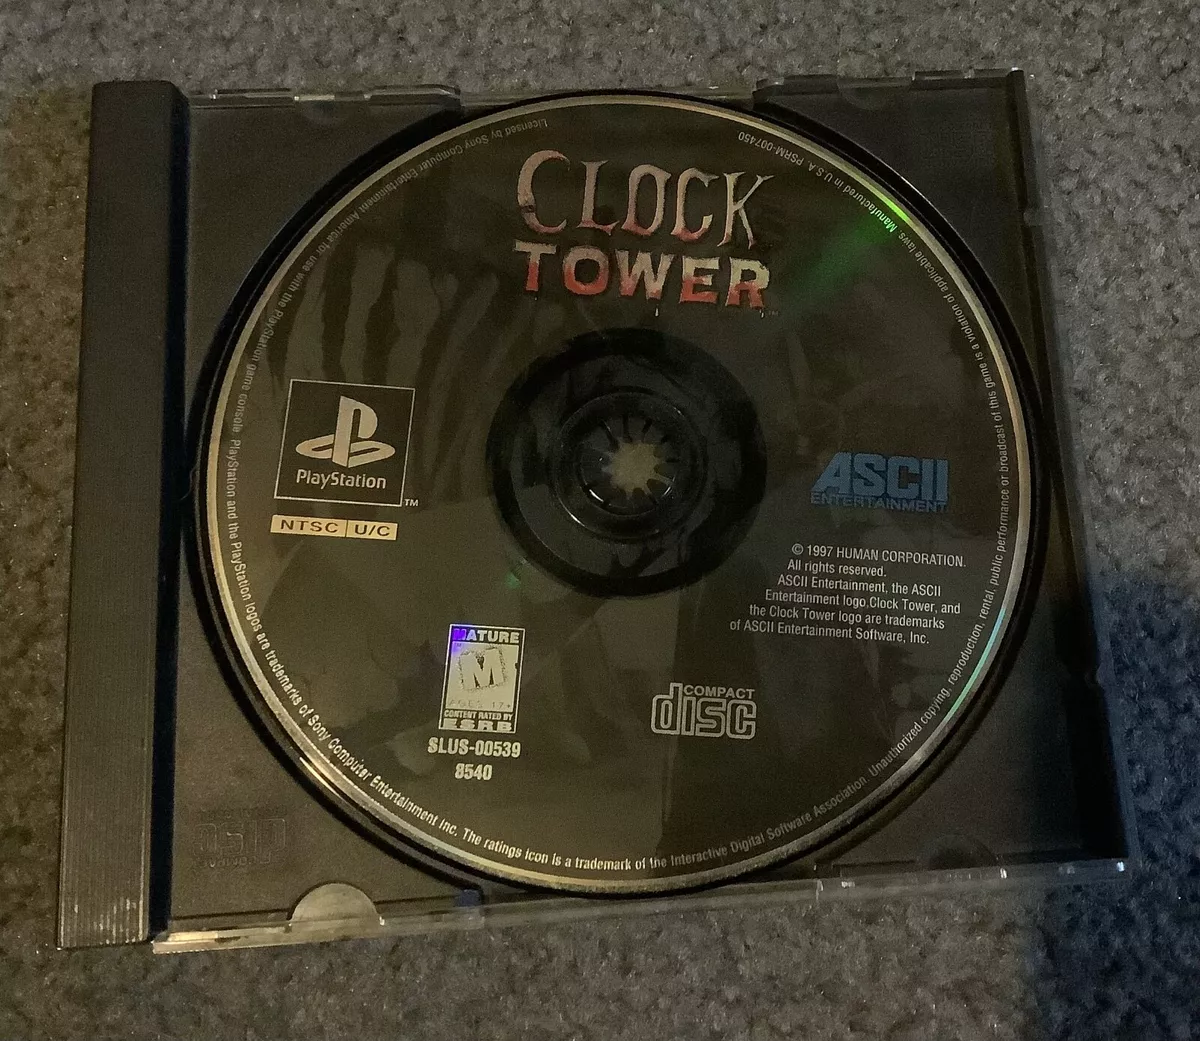 CLOCK
TOWER
PlayStation
TM
NTSC U/C
ASCII
ENTERTAINMENT
© 1997 HUMAN CORPORATION.
All rights reserved.
ASCII Entertainment, the ASCII
Entertainment logo,Clock Tower, and
the Clock Tower logo are trademarks
of ASCII Entertainment Software, Inc.
MATURE
M
AGES 17+
CONTENT RATED BY
ESRB
SLUS-00539
8540
COMPACT
disc
Licensed by Sony Computer Entertainment America for use with the PlayStation game console. PlayStation and the PlayStation logos are trademarks of Sony Computer Entertainment Inc. The ratings icon is a trademark of the Interactive Digital Software Association. Unauthorized copying, reproduction, rental, public performance or broadcast of this game is a violation of applicable laws. Manufactured in U.S.A. PSRM-007450